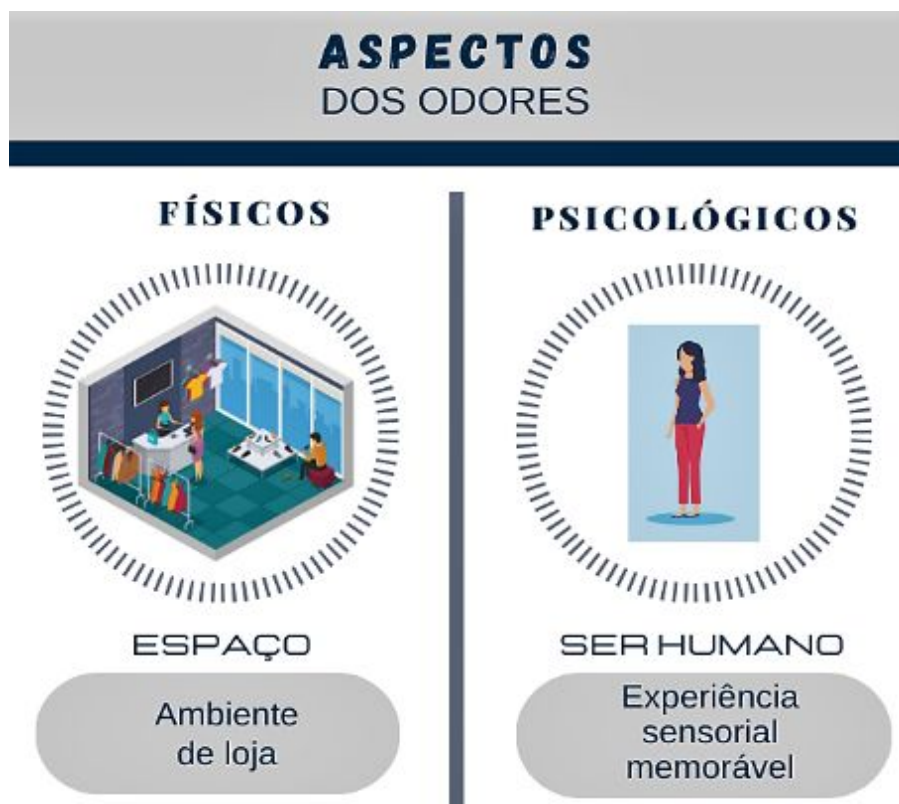 ASPECTOS
DOS ODORES
FÍSICOS
ESPAÇO
Ambiente
de loja
PSICOLÓGICOS
SER HUMANO
Experiência
sensorial
memorável